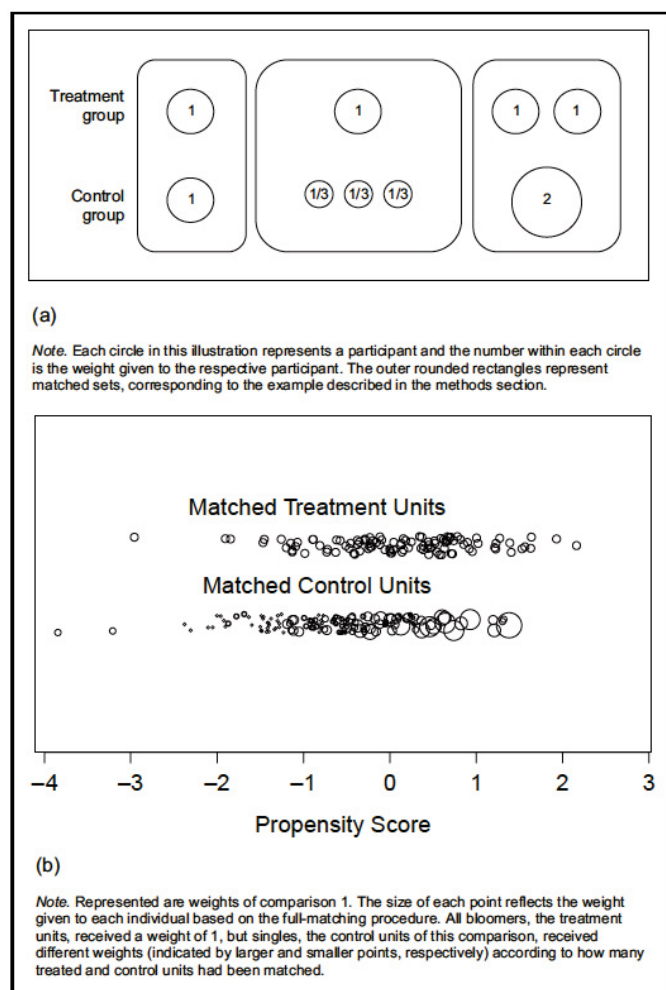 Treatment
group
1
1
1
1
Control
group
1
1/3
1/3
1/3
2
(a)
Note. Each circle in this illustration represents a participant and the number within each circle
is the weight given to the respective participant. The outer rounded rectangles represent
matched sets, corresponding to the example described in the methods section.
Matched Treatment Units
Matched Control Units
–4
–3
–2
–1
0
1
2
3
Propensity Score
(b)
Note. Represented are weights of comparison 1. The size of each point reflects the weight
given to each individual based on the full-matching procedure. All bloomers, the treatment
units, received a weight of 1, but singles, the control units of this comparison, received
different weights (indicated by larger and smaller points, respectively) according to how many
treated and control units had been matched.